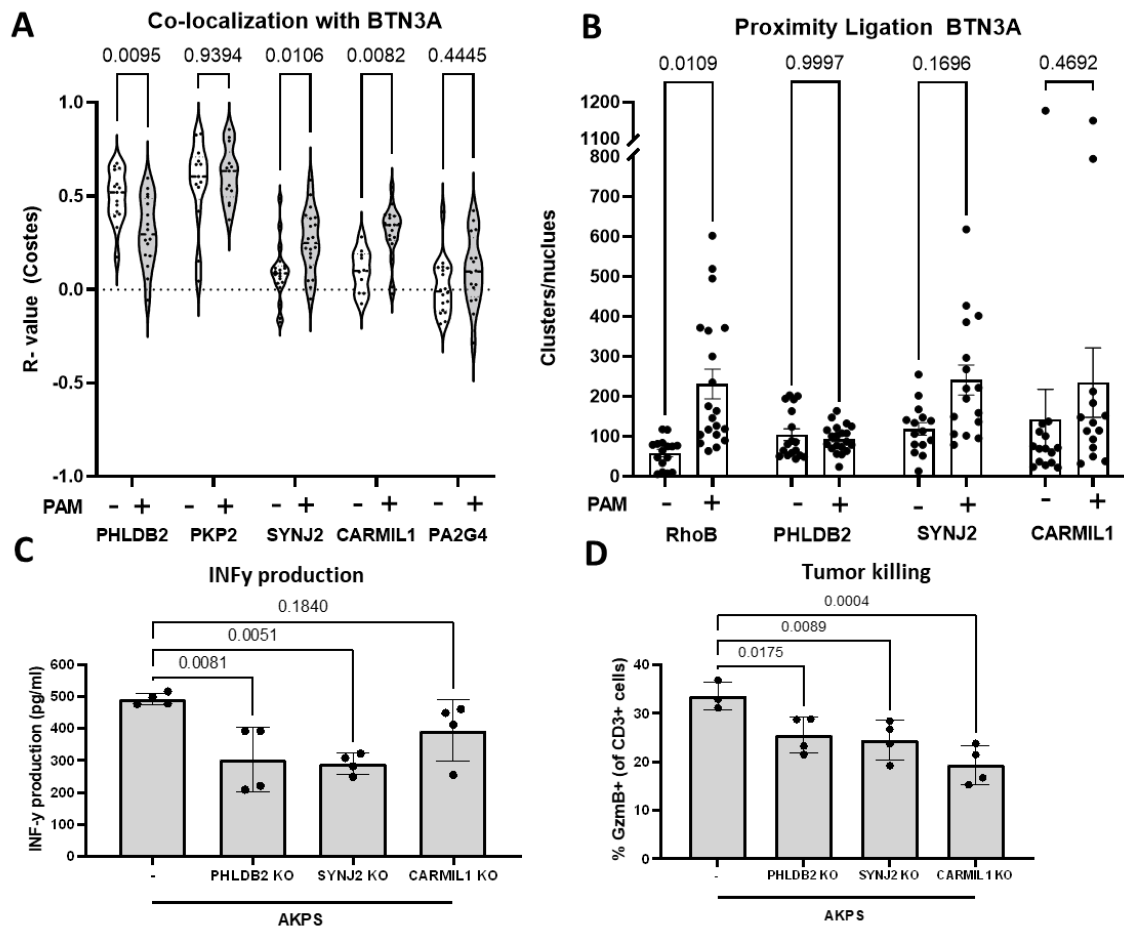 A
Co-localization with BTN3A
0.0095 0.9394 0.0106 0.0082 0.4445
R- value (Costes)
1.0
0.5
0.0
-0.5
-1.0
PAM - + - + - + - + - +
PHLDB2 PKP2 SYNJ2 CARMIL1 PA2G4
B
Proximity Ligation BTN3A
0.0109 0.9997 0.1696 0.4692
Clusters/nuclues
1200
1100
800
700
600
500
400
300
200
100
0
PAM - + - + - + - +
RhoB PHLDB2 SYNJ2 CARMIL1
C
INFy production
0.1840
0.0051
0.0081
INF-y production (pg/ml)
600
500
400
300
200
100
0
- PHLDB2 KO SYNJ2 KO CARMIL1 KO
AKPS
D
Tumor killing
0.0004
0.0089
0.0175
% GzmB+ (of CD3+ cells)
40
30
20
10
0
- PHLDB2 KO SYNJ2 KO CARMIL1 KO
AKPS